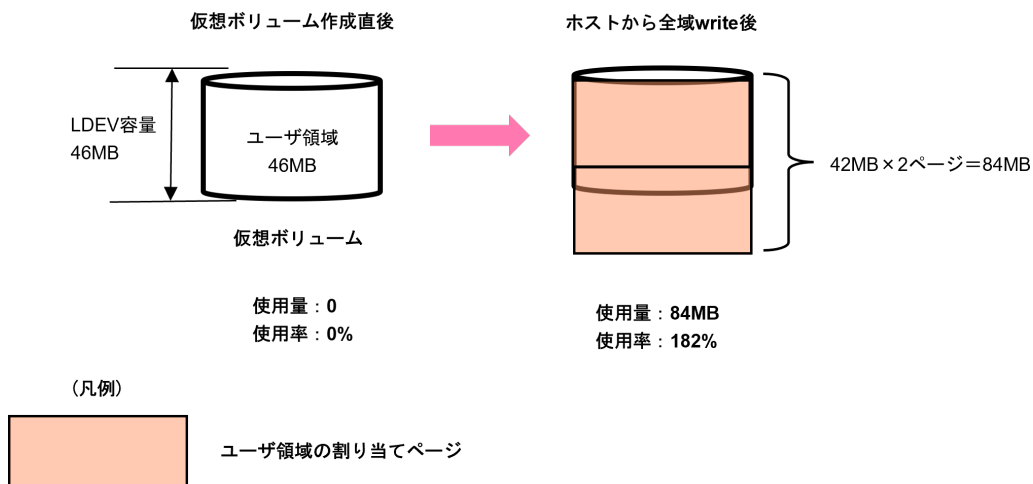 仮想ボリューム作成直後
ホストから全域write後
LDEV容量
46MB
ユーザ領域
46MB
42MB×2ページ＝84MB
仮想ボリューム
使用量：0
使用率：0%
使用量：84MB
使用率：182%
（凡例）
ユーザ領域の割り当てページ